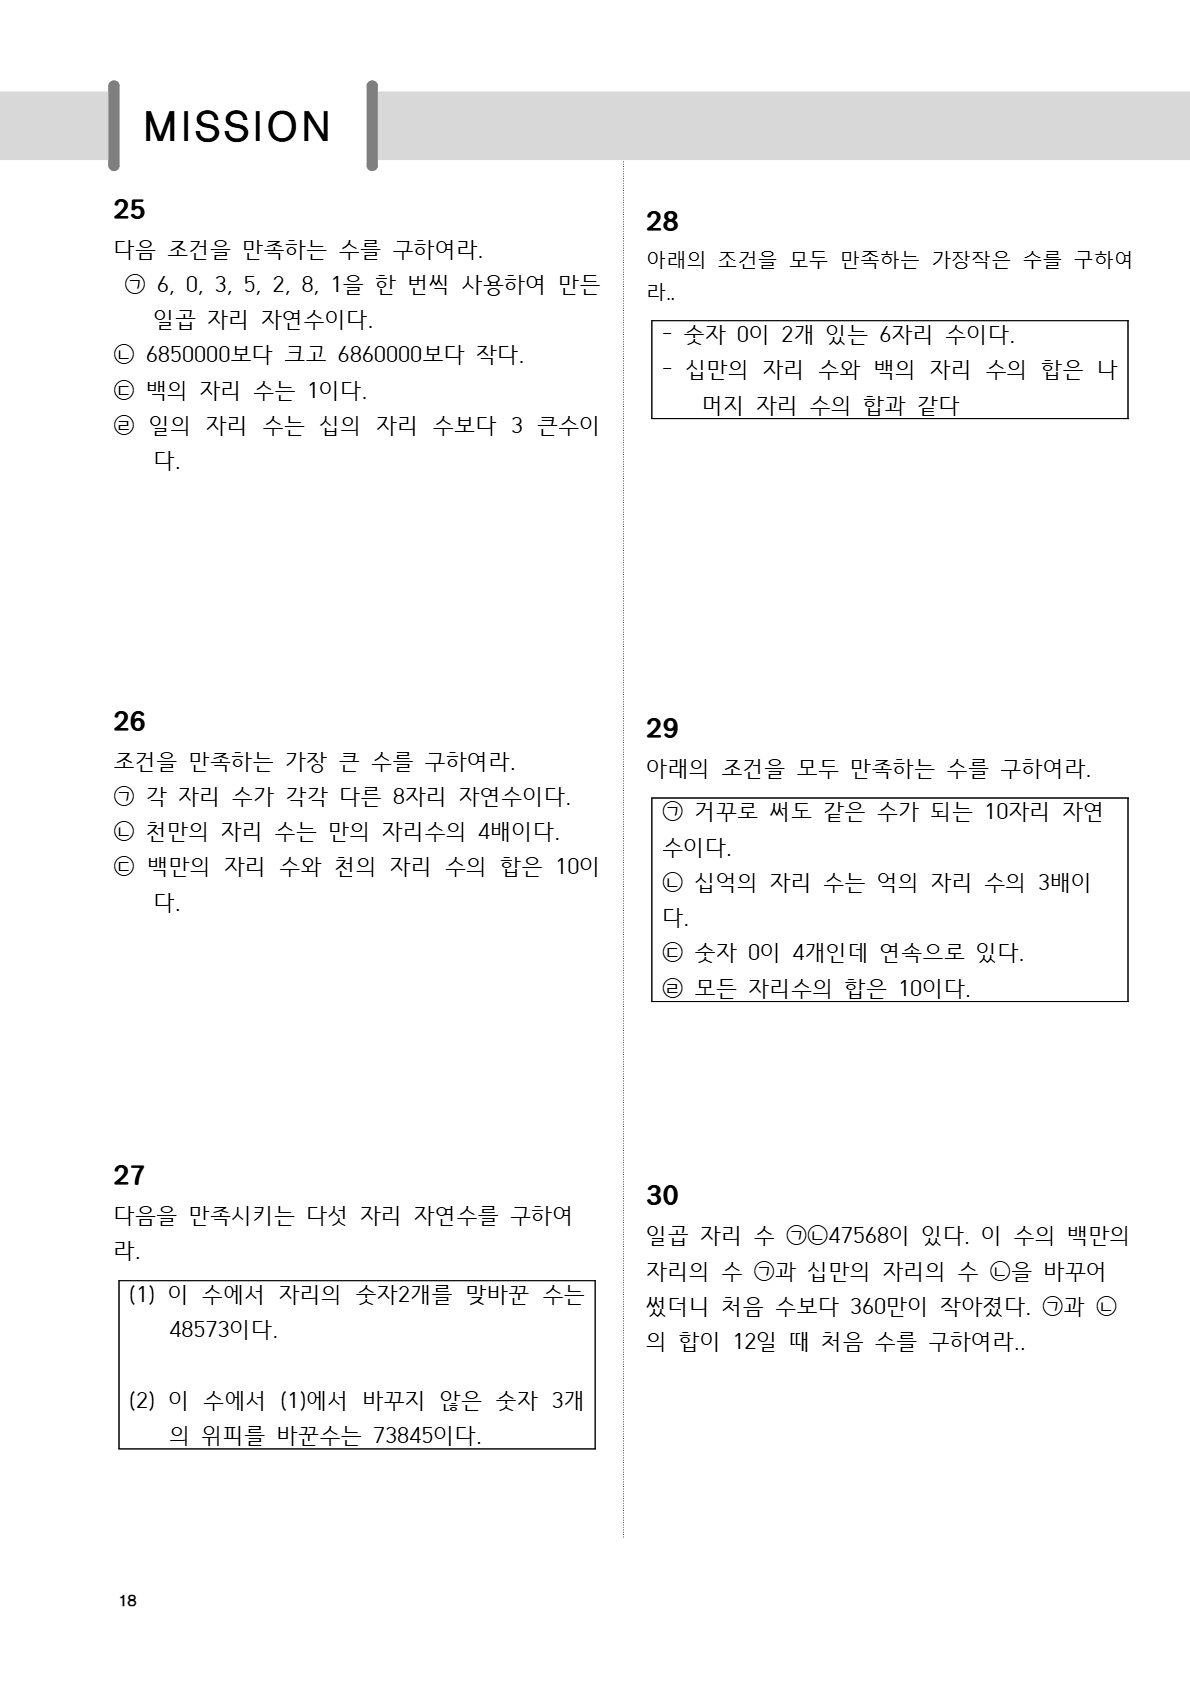 MISSION
25
다음 조건을 만족하는 수를 구하여라.
㉠ 6, 0, 3, 5, 2, 8, 1을 한 번씩 사용하여 만든
일곱 자리 자연수이다.
㉡ 6850000보다 크고 6860000보다 작다.
㉢ 백의 자리 수는 1이다.
㉣ 일의 자리 수는 십의 자리 수보다 3 큰수이
다.
26
조건을 만족하는 가장 큰 수를 구하여라.
㉠ 각 자리 수가 각각 다른 8자리 자연수이다.
㉡ 천만의 자리 수는 만의 자리수의 4배이다.
㉢ 백만의 자리 수와 천의 자리 수의 합은 10이
다.
27
다음을 만족시키는 다섯 자리 자연수를 구하여
라.
(1) 이 수에서 자리의 숫자2개를 맞바꾼 수는
48573이다.
(2) 이 수에서 (1)에서 바꾸지 않은 숫자 3개
의 위피를 바꾼수는 73845이다.
28
아래의 조건을 모두 만족하는 가장작은 수를 구하여
라..
- 숫자 0이 2개 있는 6자리 수이다.
- 십만의 자리 수와 백의 자리 수의 합은 나
머지 자리 수의 합과 같다
29
아래의 조건을 모두 만족하는 수를 구하여라.
㉠ 거꾸로 써도 같은 수가 되는 10자리 자연
수이다.
㉡ 십억의 자리 수는 억의 자리 수의 3배이
다.
㉢ 숫자 0이 4개인데 연속으로 있다.
㉣ 모든 자리수의 합은 10이다.
30
일곱 자리 수 ㉠㉡47568이 있다. 이 수의 백만의
자리의 수 ㉠과 십만의 자리의 수 ㉡을 바꾸어
썼더니 처음 수보다 360만이 작아졌다. ㉠과 ㉡
의 합이 12일 때 처음 수를 구하여라..
18